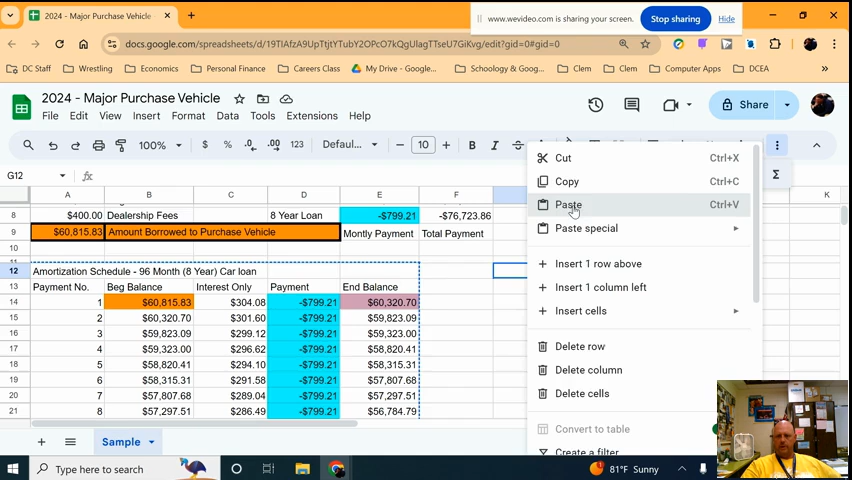 2024 - Major Purchase Vehicle
www.wevideo.com is sharing your screen.
Stop sharing
Hide
docs.google.com/spreadsheets/d/19TlAfzA9UpTtjtYTubY2OPcO7kQgUlagTTseU7GiKvg/edit?gid=0#gid=0
DC Staff Wrestling Economics Personal Finance Careers Class My Drive - Google... Schoology & Goog... Clem Clem Computer Apps DCEA
2024 - Major Purchase Vehicle
File Edit View Insert Format Data Tools Extensions Help
Share
100% $ % .0 .00 123 Defaul... 10 B I S
G12
A B C D E F K
8 $400.00 Dealership Fees 8 Year Loan -$799.21 -$76,723.86
9 $60,815.83 Amount Borrowed to Purchase Vehicle Montly Payment Total Payment
10
11
12 Amortization Schedule - 96 Month (8 Year) Car loan
13 Payment No. Beg Balance Interest Only Payment End Balance
14 1 $60,815.83 $304.08 -$799.21 $60,320.70
15 2 $60,320.70 $301.60 -$799.21 $59,823.09
16 3 $59,823.09 $299.12 -$799.21 $59,323.00
17 4 $59,323.00 $296.62 -$799.21 $58,820.41
18 5 $58,820.41 $294.10 -$799.21 $58,315.31
19 6 $58,315.31 $291.58 -$799.21 $57,807.68
20 7 $57,807.68 $289.04 -$799.21 $57,297.51
21 8 $57,297.51 $286.49 -$799.21 $56,784.79
Cut Ctrl+X
Copy Ctrl+C
Paste Ctrl+V
Paste special
Insert 1 row above
Insert 1 column left
Insert cells
Delete row
Delete column
Delete cells
Convert to table
Create a filter
Sample
Type here to search
81°F Sunny